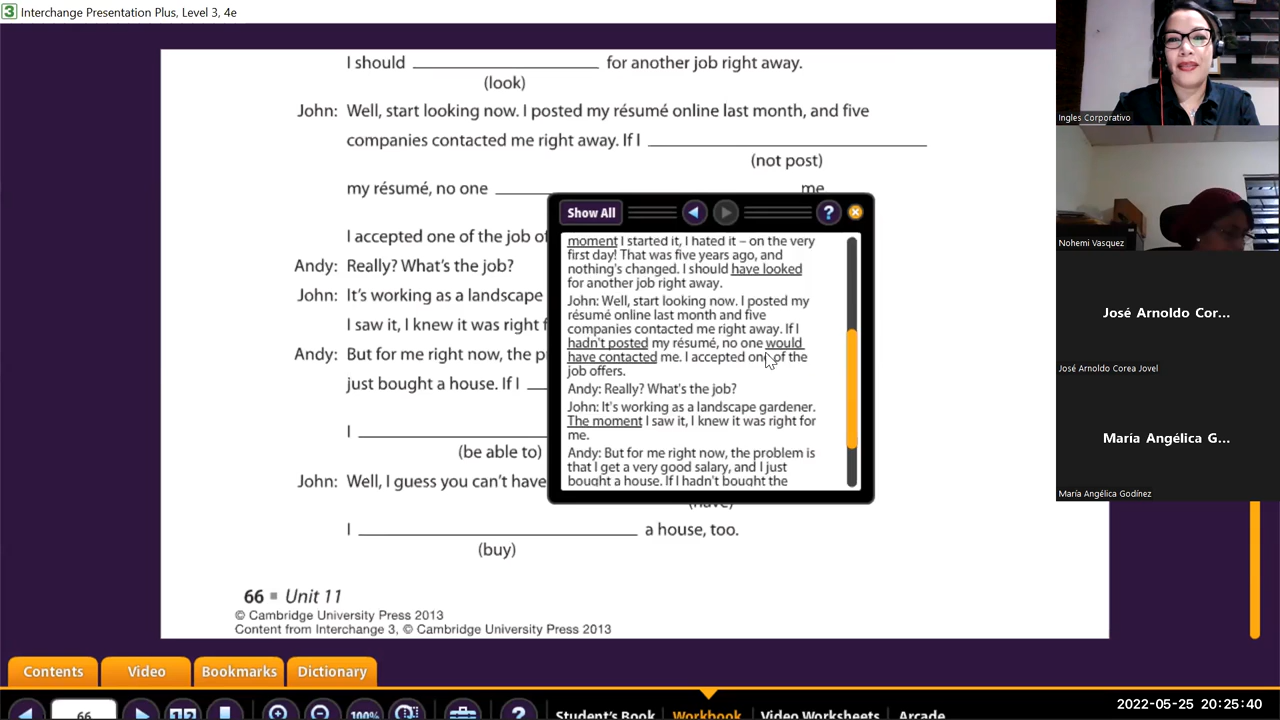 3 Interchange Presentation Plus, Level 3, 4e
I should ____ for another job right away.
(look)
John: Well, start looking now. I posted my résumé online last month, and five
companies contacted me right away. If I ____
(not post)
my résumé, no one ____ me
I accepted one of the job of
Andy: Really? What's the job?
John: It's working as a landscape
I saw it, I knew it was right f
Andy: But for me right now, the p
just bought a house. If I ____
I ____
(be able to)
John: Well, I guess you can't have
(have)
I ____ a house, too.
(buy)
66 ■ Unit 11
© Cambridge University Press 2013
Content from Interchange 3, © Cambridge University Press 2013
Show All
?
moment I started it, I hated it – on the very
first day! That was five years ago, and
nothing's changed. I should have looked
for another job right away.
John: Well, start looking now. I posted my
résumé online last month and five
companies contacted me right away. If I
hadn't posted my résumé, no one would
have contacted me. I accepted one of the
job offers.
Andy: Really? What's the job?
John: It's working as a landscape gardener.
The moment I saw it, I knew it was right for
me.
Andy: But for me right now, the problem is
that I get a very good salary, and I just
bought a house. If I hadn't bought the
Ingles Corporativo
Nohemi Vasquez
José Arnoldo Cor...
José Arnoldo Corea Jovel
María Angélica G...
María Angélica Godínez
Contents Video Bookmarks Dictionary
66 100% ? Student's Book Workbook Video Worksheets Arcade
2022-05-25 20:25:40